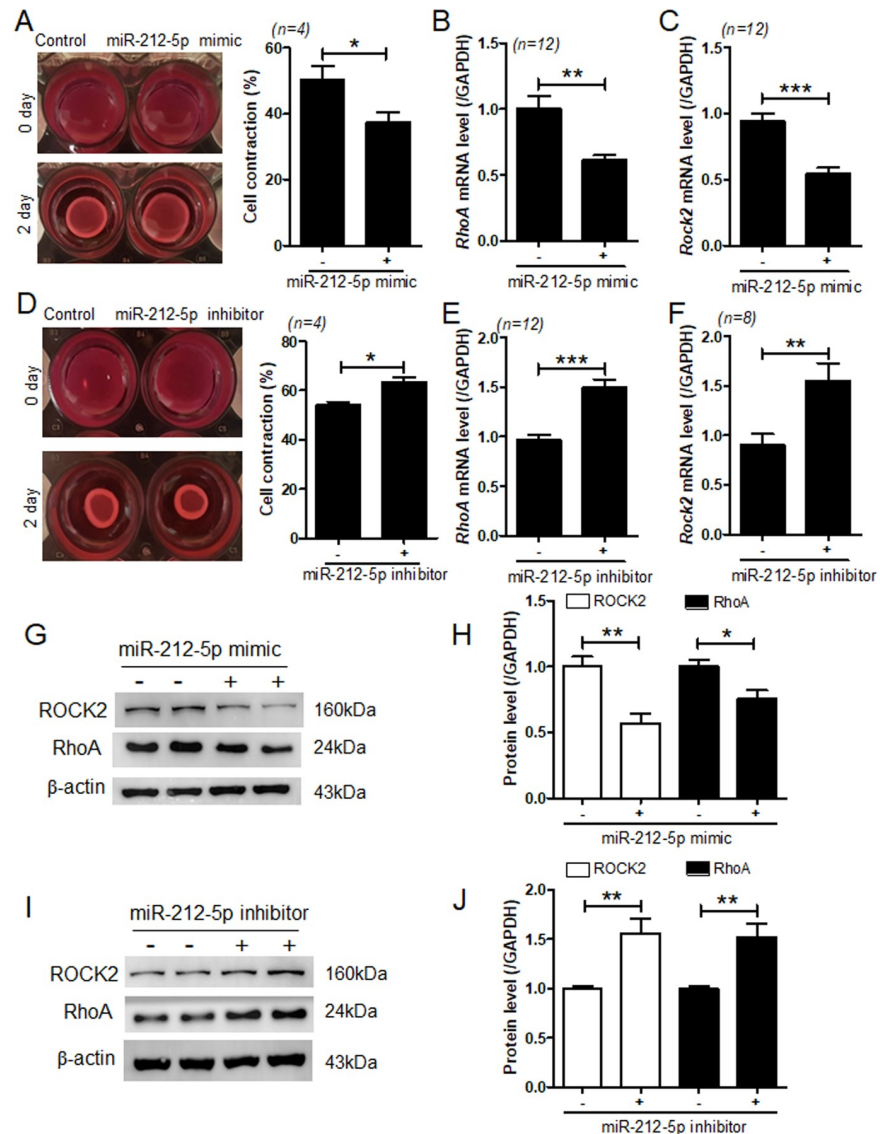 A
Control miR-212-5p mimic
0 day
2 day
(n=4)
*
Cell contraction (%)
60
40
20
0
- +
miR-212-5p mimic
B
(n=12)
**
RhoA mRNA level (/GAPDH)
1.5
1.0
0.5
0.0
- +
miR-212-5p mimic
C
(n=12)
***
Rock2 mRNA level (/GAPDH)
1.5
1.0
0.5
0.0
- +
miR-212-5p mimic
D
Control miR-212-5p inhibitor
0 day
2 day
(n=4)
*
Cell contraction (%)
80
60
40
20
0
- +
miR-212-5p inhibitor
E
(n=12)
***
RhoA mRNA level (/GAPDH)
2.0
1.5
1.0
0.5
0.0
- +
miR-212-5p inhibitor
F
(n=8)
**
Rock2 mRNA level (/GAPDH)
2.0
1.5
1.0
0.5
0.0
- +
miR-212-5p inhibitor
G
miR-212-5p mimic
- - + +
ROCK2 160kDa
RhoA 24kDa
β-actin 43kDa
H
ROCK2 RhoA
** *
Protein level (/GAPDH)
1.5
1.0
0.5
0.0
- + - +
miR-212-5p mimic
I
miR-212-5p inhibitor
- - + +
ROCK2 160kDa
RhoA 24kDa
β-actin 43kDa
J
ROCK2 RhoA
** **
Protein level (/GAPDH)
2.0
1.5
1.0
0.5
0.0
- + - +
miR-212-5p inhibitor